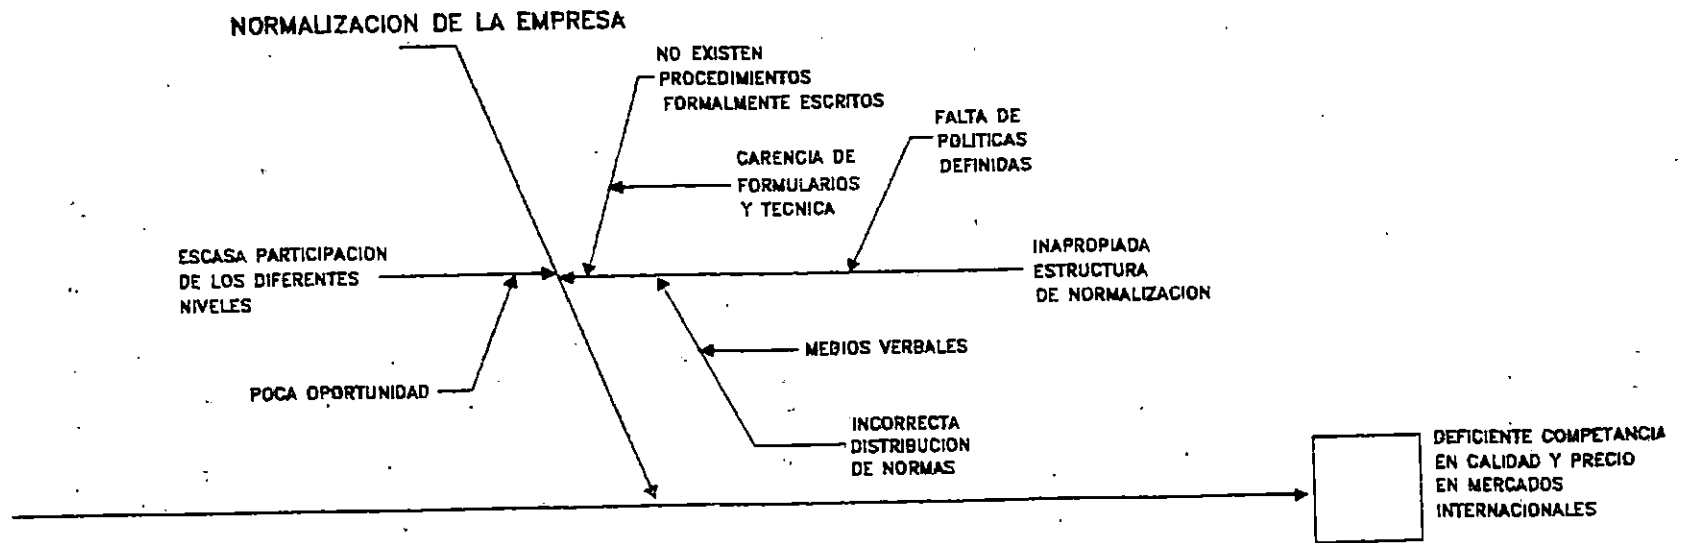 NORMALIZACION DE LA EMPRESA
NO EXISTEN
PROCEDIMIENTOS
FORMALMENTE ESCRITOS
FALTA DE
POLITICAS
DEFINIDAS
CARENCIA DE
FORMULARIOS
Y TECNICA
ESCASA PARTICIPACION
DE LOS DIFERENTES
NIVELES
INAPROPIADA
ESTRUCTURA
DE NORMALIZACION
MEDIOS VERBALES
POCA OPORTUNIDAD
INCORRECTA
DISTRIBUCION
DE NORMAS
DEFICIENTE COMPETANCIA
EN CALIDAD Y PRECIO
EN MERCADOS
INTERNACIONALES